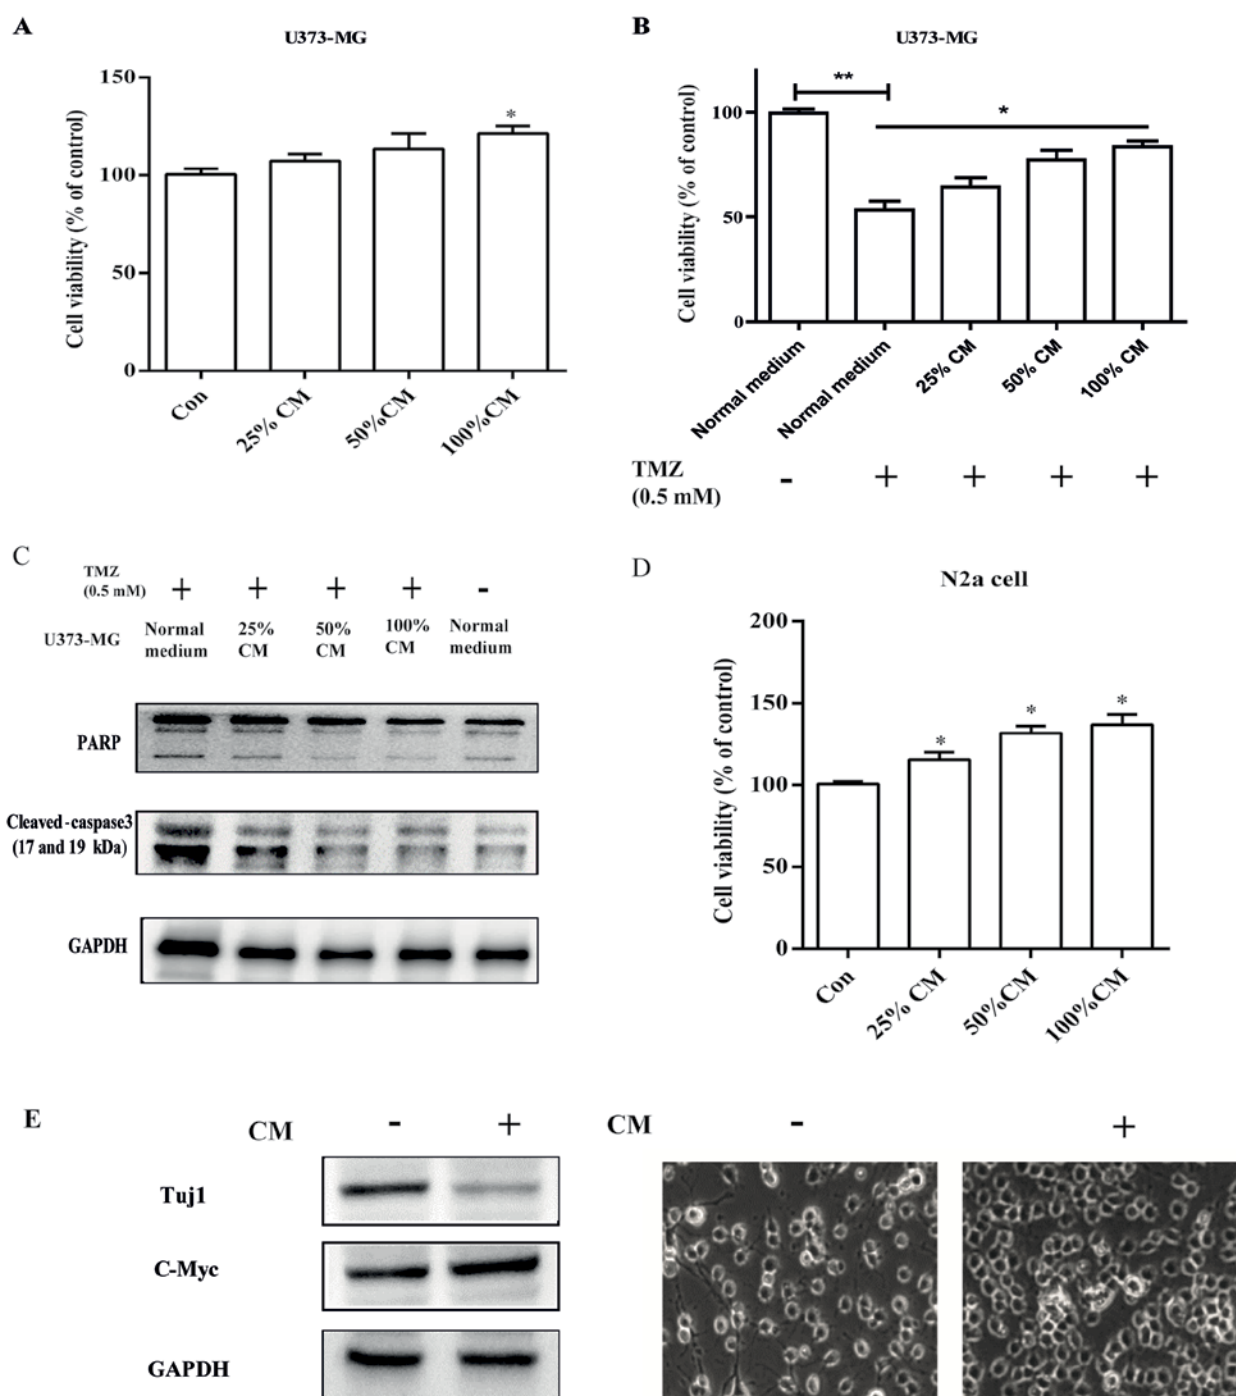 A
U373-MG
Cell viability (% of control)
150
100
50
0
*
Con
25% CM
50%CM
100%CM
B
U373-MG
Cell viability (% of control)
100
50
0
**
*
Normal medium
Normal medium
25% CM
50% CM
100% CM
TMZ
(0.5 mM)
- + + + +
C
TMZ
(0.5 mM)
+ + + + -
U373-MG
Normal
medium
25%
CM
50%
CM
100%
CM
Normal
medium
PARP
Cleaved-caspase3
(17 and 19 kDa)
GAPDH
D
N2a cell
Cell viability (% of control)
200
150
100
50
0
*
*
*
Con
25% CM
50%CM
100%CM
E
CM - +
Tuj1
C-Myc
GAPDH
CM - +